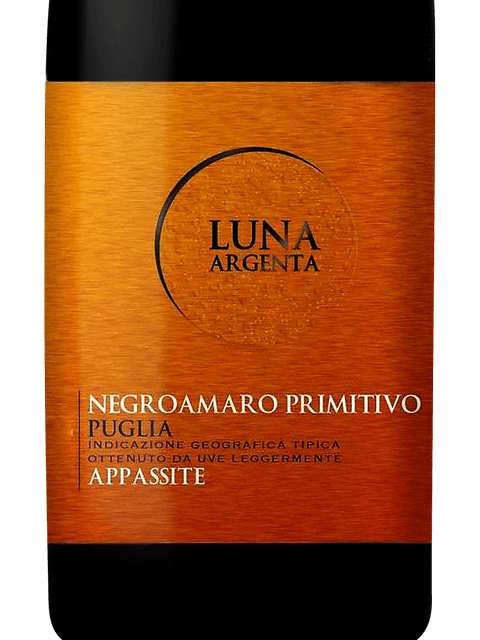 LUNA
ARGENTA
NEGROAMARO PRIMITIVO
PUGLIA
INDICAZIONE GEOGRAFICA TIPICA
OTTENUTO DA UVE LEGGERMENTE
APPASSITE